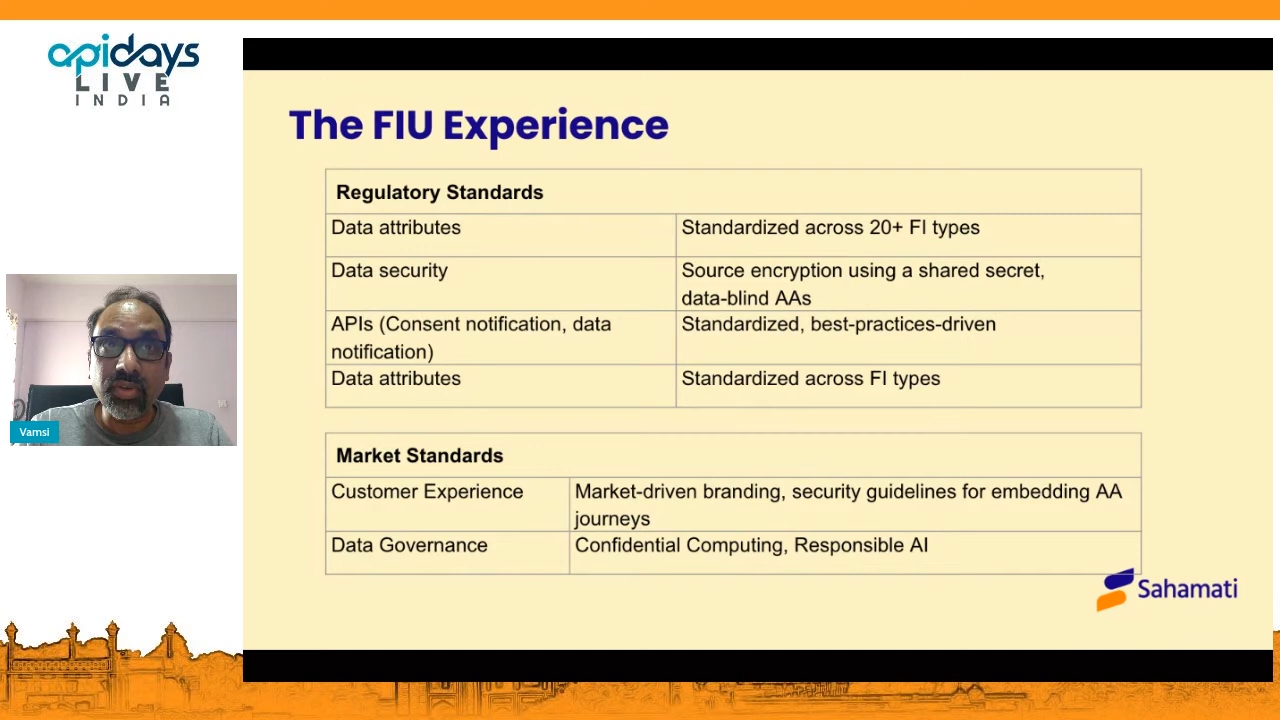 apidays
LIVE
INDIA
The FIU Experience
Regulatory Standards
Data attributes
Standardized across 20+ FI types
Data security
Source encryption using a shared secret,
data-blind AAs
APIs (Consent notification, data
notification)
Standardized, best-practices-driven
Data attributes
Standardized across FI types
Market Standards
Customer Experience
Market-driven branding, security guidelines for embedding AA
journeys
Data Governance
Confidential Computing, Responsible AI
Sahamati
Vamsi